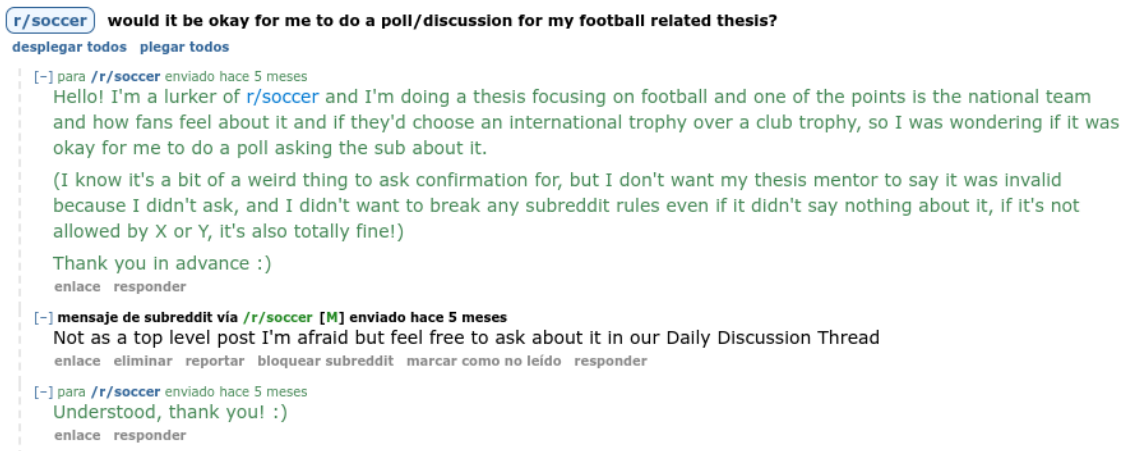 r/soccer would it be okay for me to do a poll/discussion for my football related thesis?
desplegar todos plegar todos
[–] para /r/soccer enviado hace 5 meses
Hello! I'm a lurker of r/soccer and I'm doing a thesis focusing on football and one of the points is the national team
and how fans feel about it and if they'd choose an international trophy over a club trophy, so I was wondering if it was
okay for me to do a poll asking the sub about it.
(I know it's a bit of a weird thing to ask confirmation for, but I don't want my thesis mentor to say it was invalid
because I didn't ask, and I didn't want to break any subreddit rules even if it didn't say nothing about it, if it's not
allowed by X or Y, it's also totally fine!)
Thank you in advance :)
enlace responder
[–] mensaje de subreddit vía /r/soccer [M] enviado hace 5 meses
Not as a top level post I'm afraid but feel free to ask about it in our Daily Discussion Thread
enlace eliminar reportar bloquear subreddit marcar como no leído responder
[–] para /r/soccer enviado hace 5 meses
Understood, thank you! :)
enlace responder